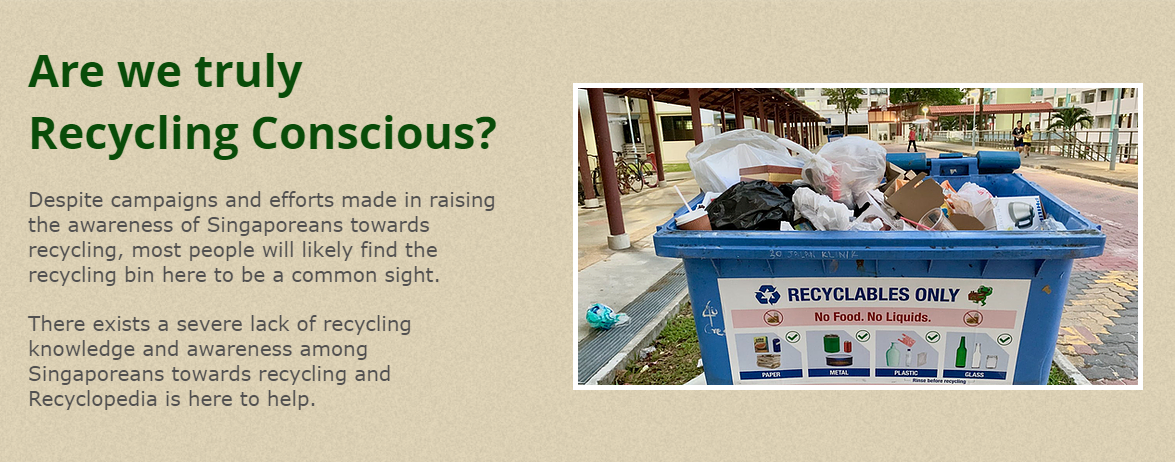 Are we truly
Recycling Conscious?
Despite campaigns and efforts made in raising
the awareness of Singaporeans towards
recycling, most people will likely find the
recycling bin here to be a common sight.
There exists a severe lack of recycling
knowledge and awareness among
Singaporeans towards recycling and
Recyclopedia is here to help.
30 JALAN KLINIK
RECYCLABLES ONLY
No Food. No Liquids.
PAPER METAL PLASTIC GLASS
Rinse before recycling